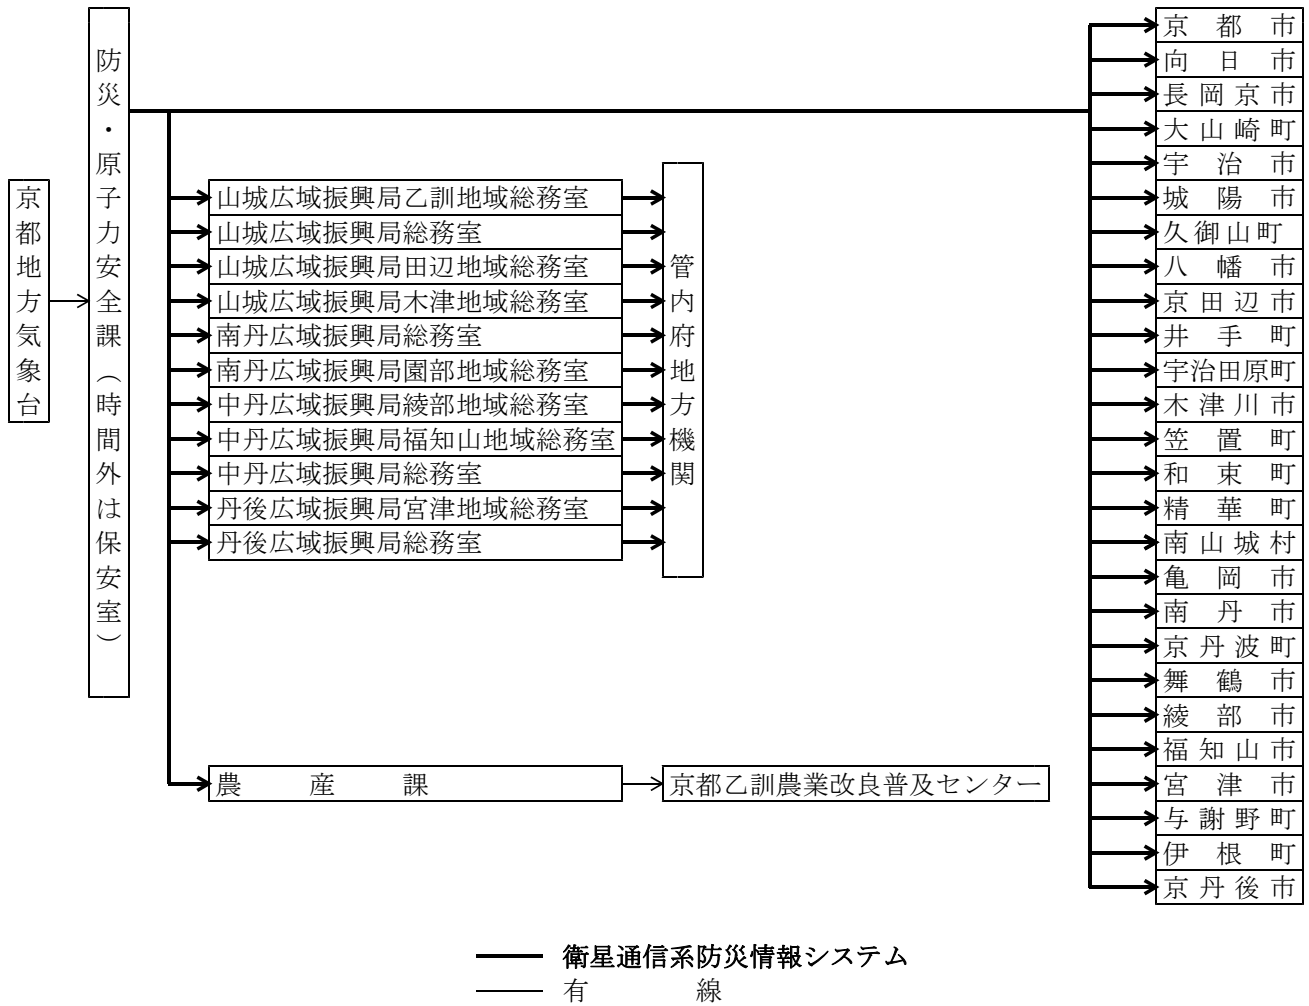 京都地方気象台
防災・原子力安全課（時間外は保安室）
山城広域振興局乙訓地域総務室
山城広域振興局総務室
山城広域振興局田辺地域総務室
山城広域振興局木津地域総務室
南丹広域振興局総務室
南丹広域振興局園部地域総務室
中丹広域振興局綾部地域総務室
中丹広域振興局福知山地域総務室
中丹広域振興局総務室
丹後広域振興局宮津地域総務室
丹後広域振興局総務室
管内府地方機関
農産課
京都乙訓農業改良普及センター
京都市
向日市
長岡京市
大山崎町
宇治市
城陽市
久御山町
八幡市
京田辺市
井手町
宇治田原町
木津川市
笠置町
和束町
精華町
南山城村
亀岡市
南丹市
京丹波町
舞鶴市
綾部市
福知山市
宮津市
与謝野町
伊根町
京丹後市
衛星通信系防災情報システム
有線